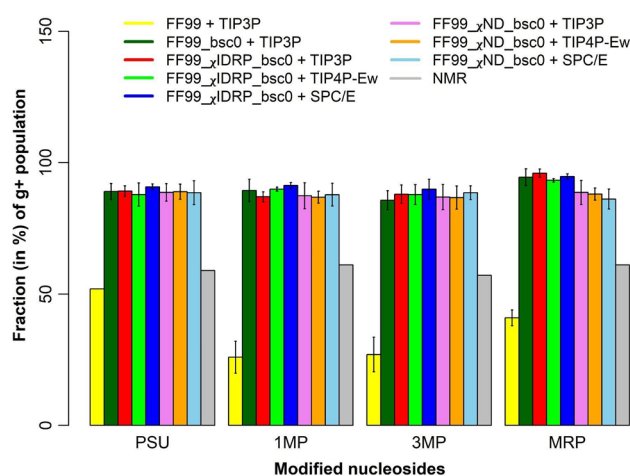 FF99 + TIP3P
FF99_bsc0 + TIP3P
FF99_χIDRP_bsc0 + TIP3P
FF99_χIDRP_bsc0 + TIP4P-Ew
FF99_χIDRP_bsc0 + SPC/E
FF99_χND_bsc0 + TIP3P
FF99_χND_bsc0 + TIP4P-Ew
FF99_χND_bsc0 + SPC/E
NMR
Fraction (in %) of g+ population
150
100
50
0
PSU 1MP 3MP MRP
Modified nucleosides